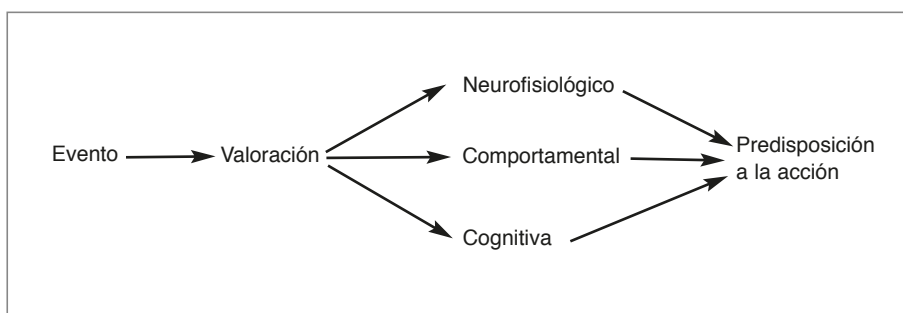 Evento
Valoración
Neurofisiológico
Comportamental
Cognitiva
Predisposición
a la acción